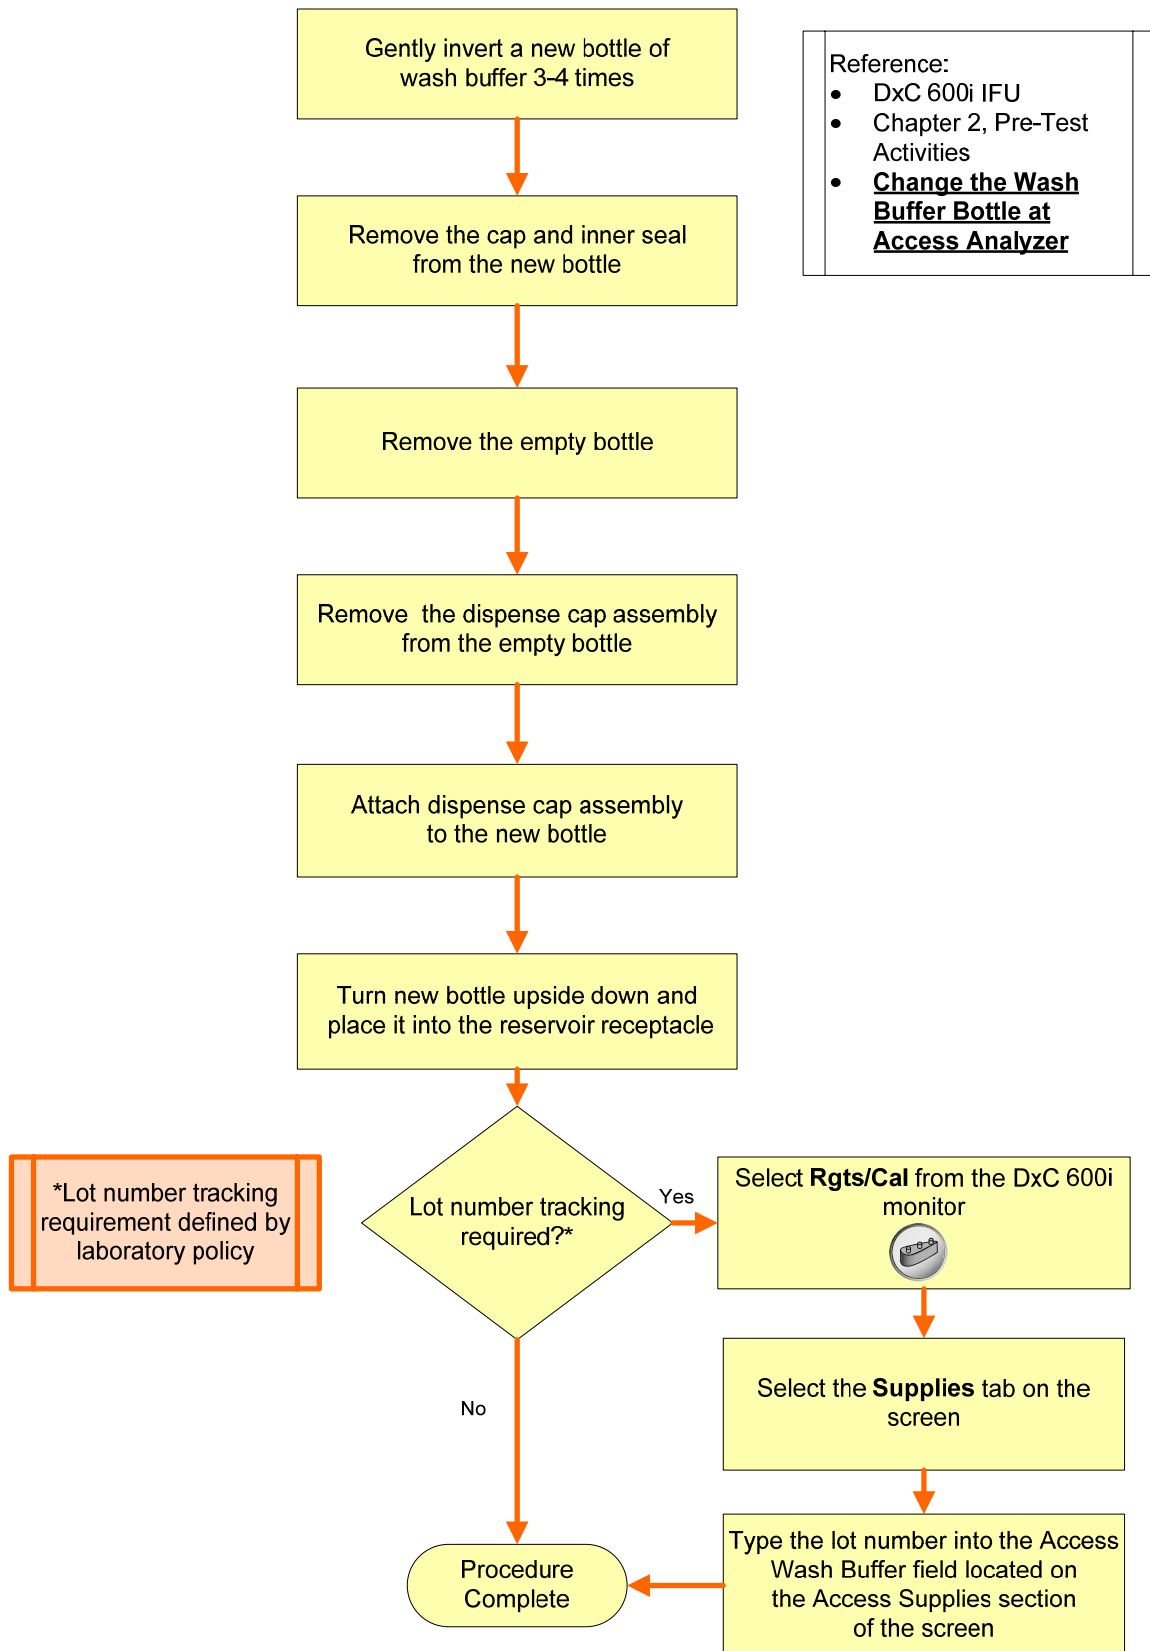 Gently invert a new bottle of
wash buffer 3-4 times
Reference:
• DxC 600i IFU
• Chapter 2, Pre-Test
Activities
• Change the Wash
Buffer Bottle at
Access Analyzer
Remove the cap and inner seal
from the new bottle
Remove the empty bottle
Remove the dispense cap assembly
from the empty bottle
Attach dispense cap assembly
to the new bottle
Turn new bottle upside down and
place it into the reservoir receptacle
*Lot number tracking
requirement defined by
laboratory policy
Lot number tracking
required?*
Yes
Select Rgts/Cal from the DxC 600i
monitor
Select the Supplies tab on the
screen
No
Type the lot number into the Access
Wash Buffer field located on
the Access Supplies section
of the screen
Procedure
Complete